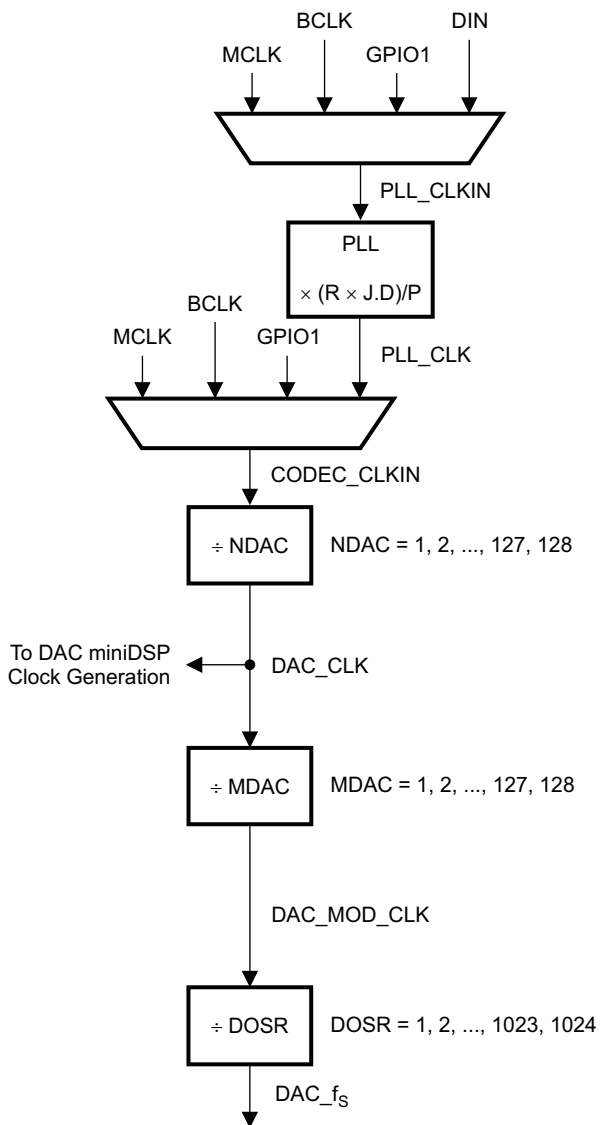 BCLK DIN
MCLK GPIO1
PLL_CLKIN
PLL
× (R × J.D)/P
BCLK
MCLK GPIO1
PLL_CLK
CODEC_CLKIN
÷ NDAC NDAC = 1, 2, ..., 127, 128
To DAC miniDSP
Clock Generation
DAC_CLK
÷ MDAC MDAC = 1, 2, ..., 127, 128
DAC_MOD_CLK
÷ DOSR DOSR = 1, 2, ..., 1023, 1024
DAC_fS